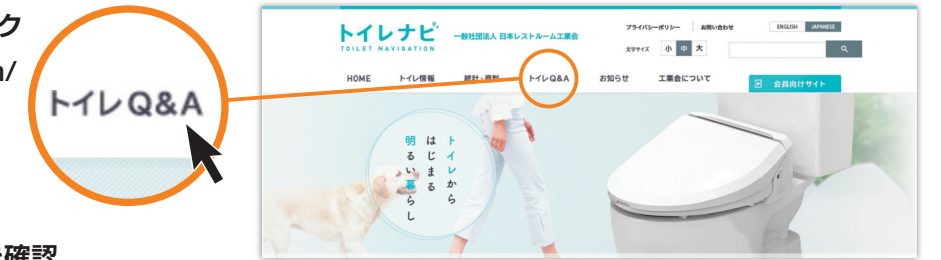 ク
n/
トイレQ&A
確認
トイレナビ
TOILET NAVIGATION
一般社団法人 日本レストルーム工業会
プライバシーポリシー お問い合わせ
ENGLISH JAPANESE
文字サイズ 小 中 大
HOME トイレ情報 統計・資料 トイレQ&A お知らせ 工業会について
会員向けサイト
トイレから
はじまる
明るい暮らし